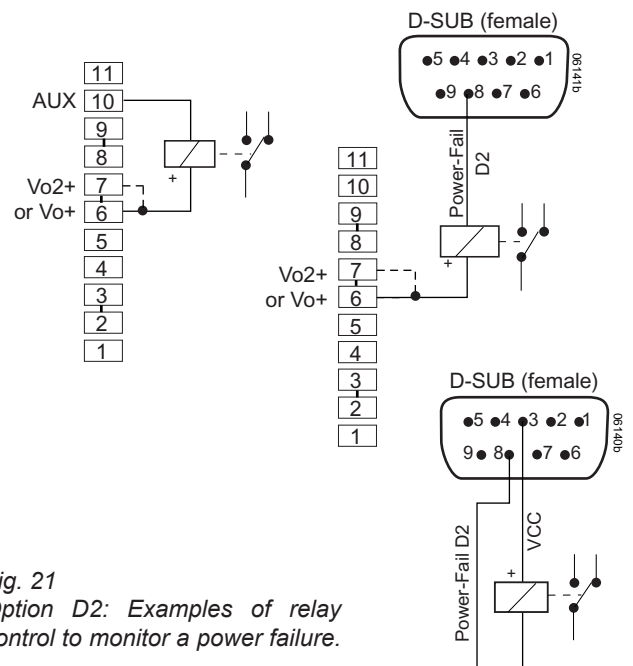 D-SUB (female)
5 4 3 2 1
9 8 7 6
06141b
Power-Fail
D2
11
AUX 10
9
8
Vo2+ 7
or Vo+ 6
5
4
3
2
1
+
11
10
9
8
Vo2+ 7
or Vo+ 6
5
4
3
2
1
+
D-SUB (female)
5 4 3 2 1
9 8 7 6
06140b
Power-Fail D2
VCC
+
ig. 21
ption D2: Examples of relay
ontrol to monitor a power failure.